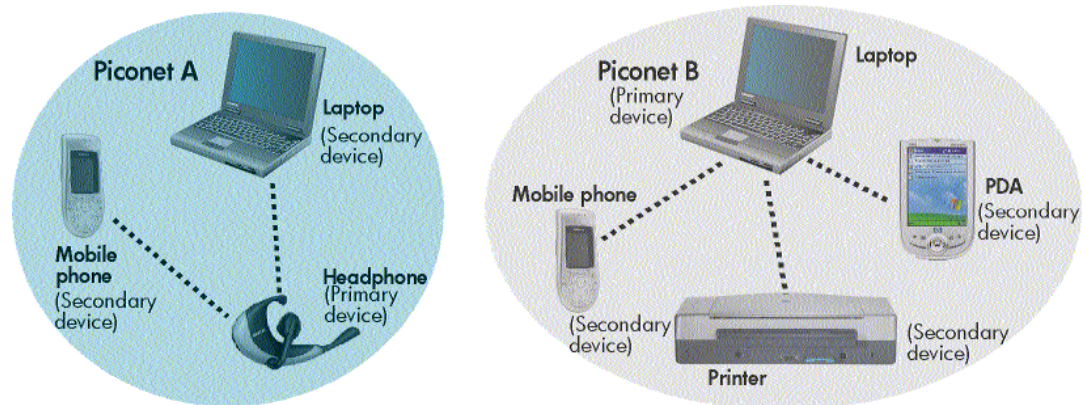 Piconet A
Laptop
(Secondary
device)
Mobile
phone
(Secondary
device)
Headphone
(Primary
device)
Piconet B
(Primary
device)
Laptop
Mobile phone
(Secondary
device)
PDA
(Secondary
device)
Printer
(Secondary
device)